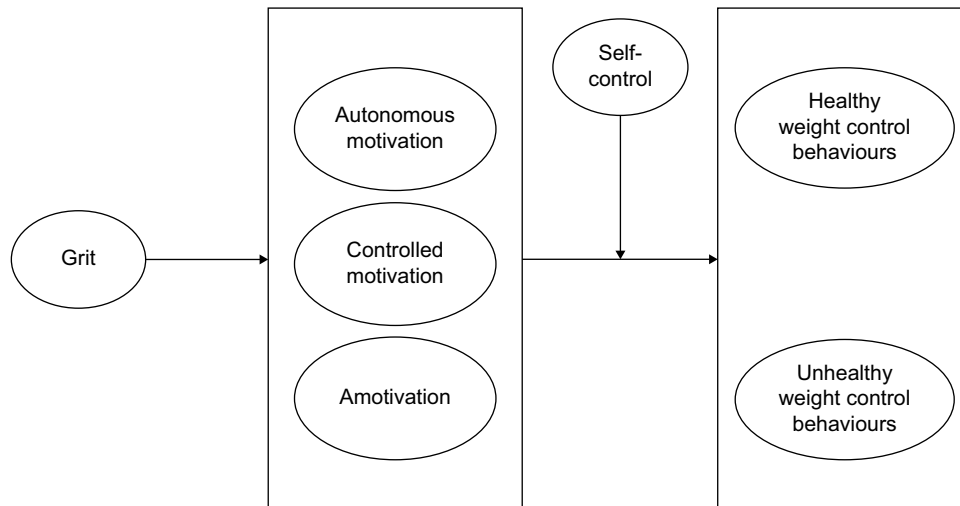 Grit
Autonomous
motivation
Controlled
motivation
Amotivation
Self-
control
Healthy
weight control
behaviours
Unhealthy
weight control
behaviours